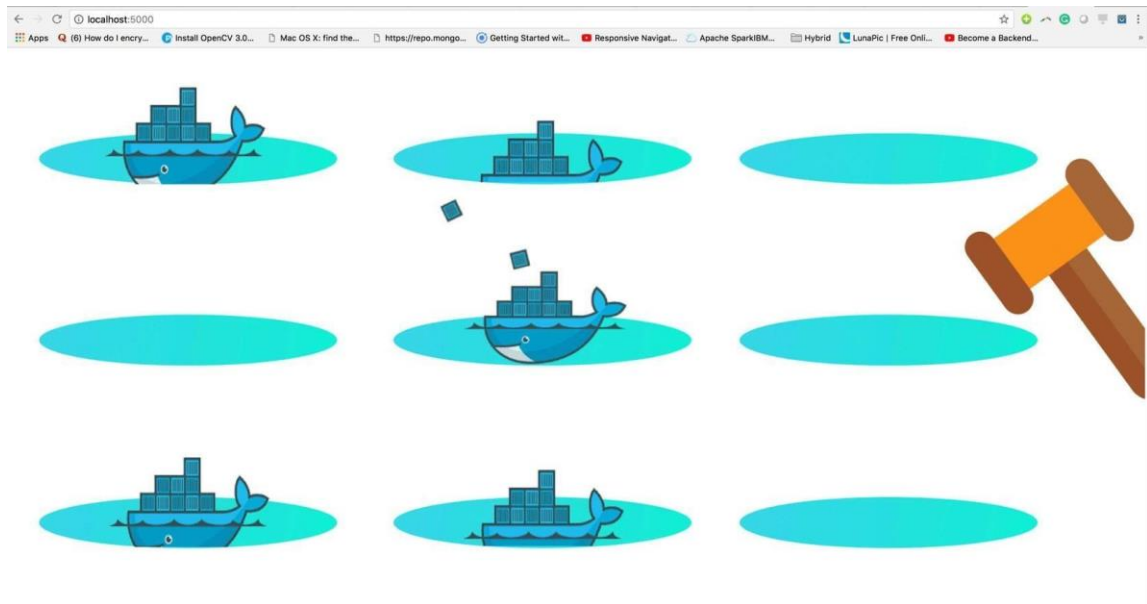 localhost:5000
Apps (6) How do I encry... Install OpenCV 3.0... Mac OS X: find the... https://repo.mongo... Getting Started wit... Responsive Navigat... Apache SparkIBM... Hybrid LunaPic | Free Onli... Become a Backend... »